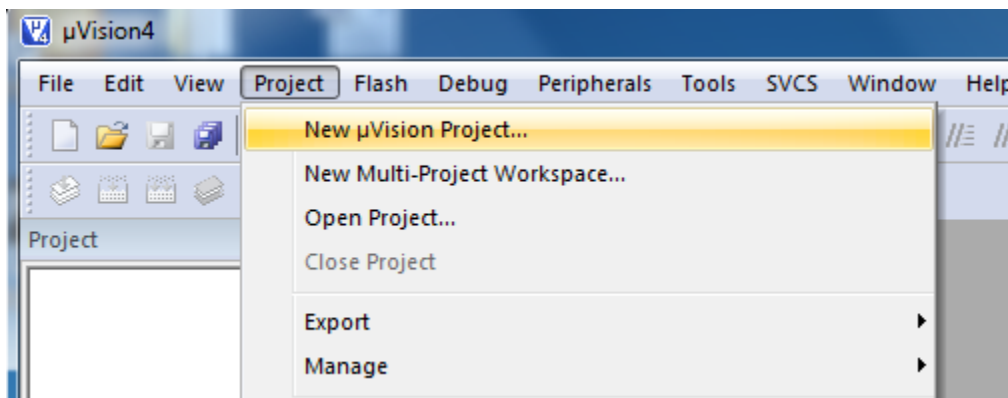 µVision4
File Edit View Project Flash Debug Peripherals Tools SVCS Window Help
New µVision Project...
New Multi-Project Workspace...
Open Project...
Project
Close Project
Export
Manage